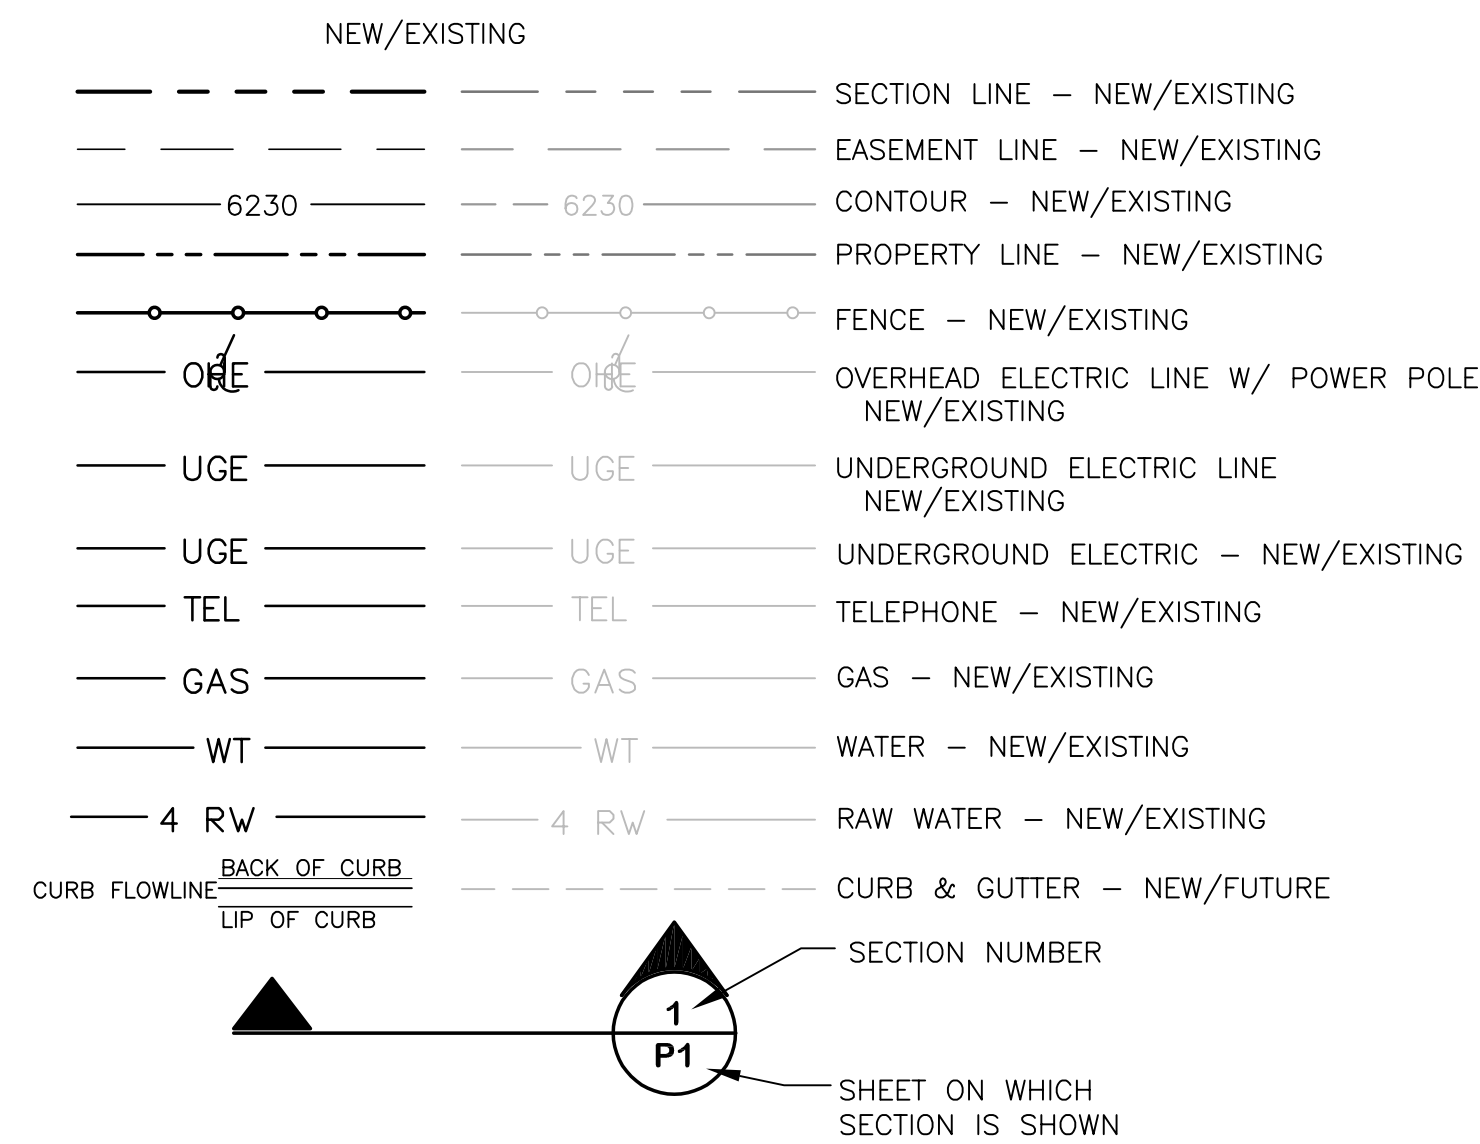 NEW/EXISTING
SECTION LINE – NEW/EXISTING
EASEMENT LINE – NEW/EXISTING
6230 6230 CONTOUR – NEW/EXISTING
PROPERTY LINE – NEW/EXISTING
FENCE – NEW/EXISTING
OHE OHE OVERHEAD ELECTRIC LINE W/ POWER POLE
NEW/EXISTING
UGE UGE UNDERGROUND ELECTRIC LINE
NEW/EXISTING
UGE UGE UNDERGROUND ELECTRIC – NEW/EXISTING
TEL TEL TELEPHONE – NEW/EXISTING
GAS GAS GAS – NEW/EXISTING
WT WT WATER – NEW/EXISTING
4 RW 4 RW RAW WATER – NEW/EXISTING
BACK OF CURB
CURB FLOWLINE CURB & GUTTER – NEW/FUTURE
LIP OF CURB
SECTION NUMBER
1
P1
SHEET ON WHICH
SECTION IS SHOWN